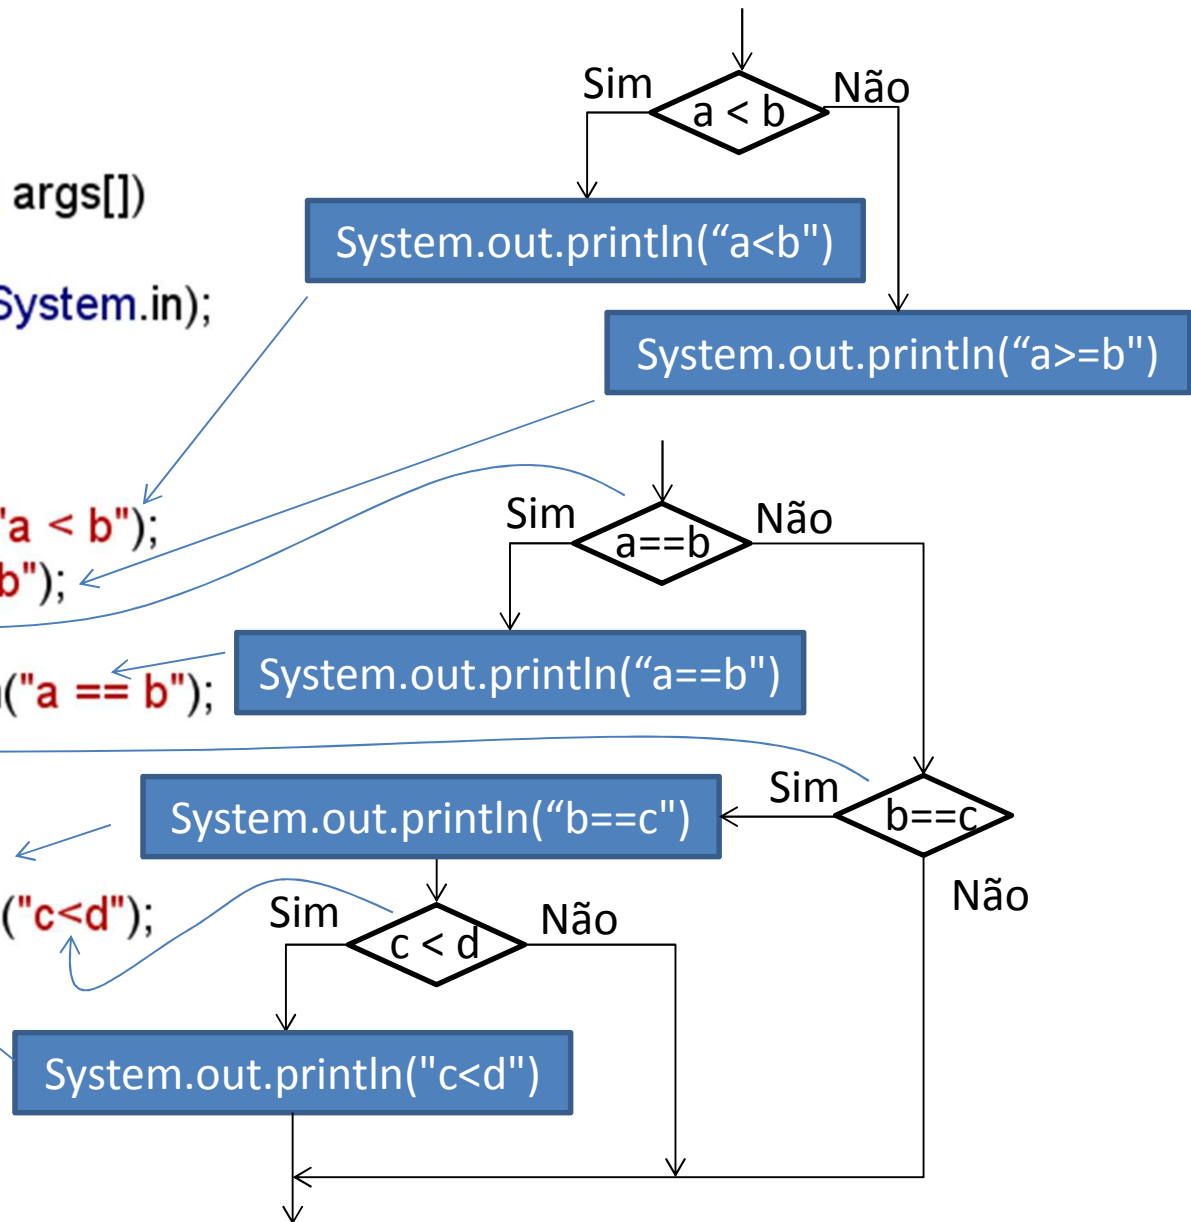 Sim
Não
a < b
args[])
System.out.println(“a<b")
System.in);
System.out.println(“a>=b")
"a < b");
b");
Sim
Não
a==b
System.out.println(“a==b")
("a == b");
Sim
System.out.println(“b==c")
b==c
Não
("c<d");
Sim
Não
c < d
System.out.println("c<d")